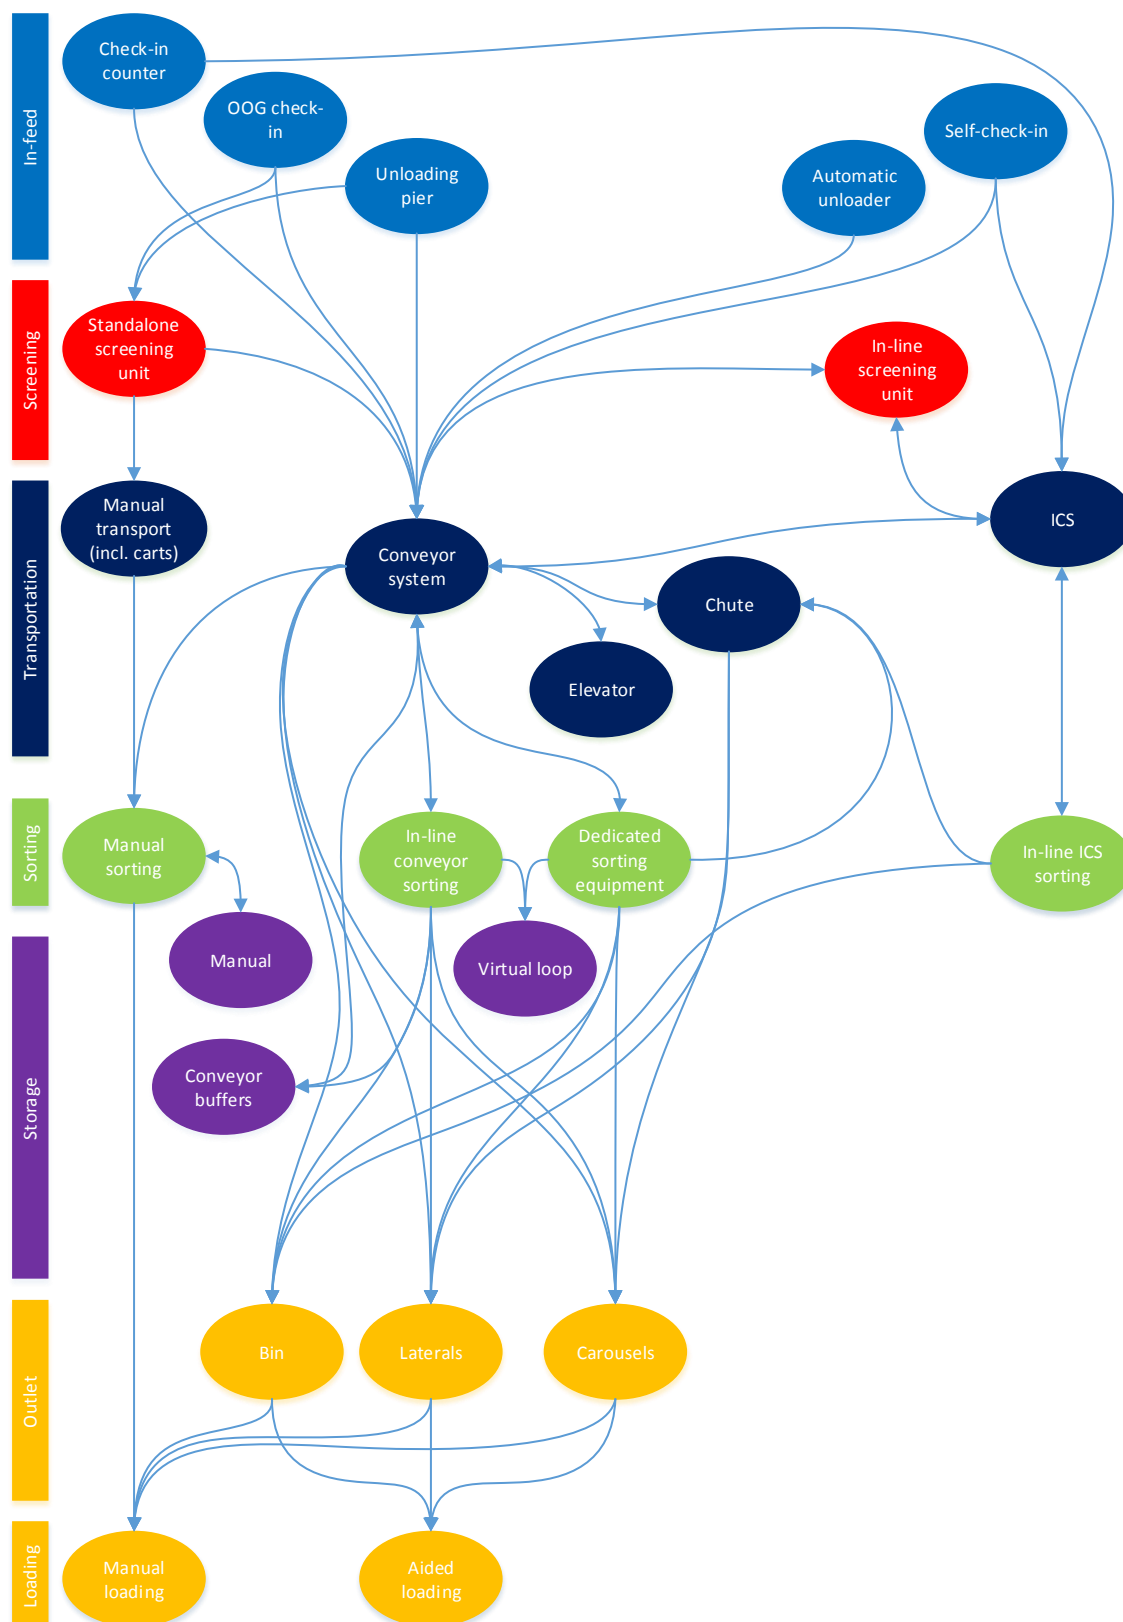 In-feed
Check-in
counter
OOG check-
in
Unloading
pier
Automatic
unloader
Self-check-in
Screening
Standalone
screening
unit
In-line
screening
unit
Transportation
Manual
transport
(incl. carts)
Conveyor
system
Chute
Elevator
ICS
Sorting
Manual
sorting
In-line
conveyor
sorting
Dedicated
sorting
equipment
In-line ICS
sorting
Storage
Manual
Virtual loop
Conveyor
buffers
Outlet
Bin
Laterals
Carousels
Loading
Manual
loading
Aided
loading